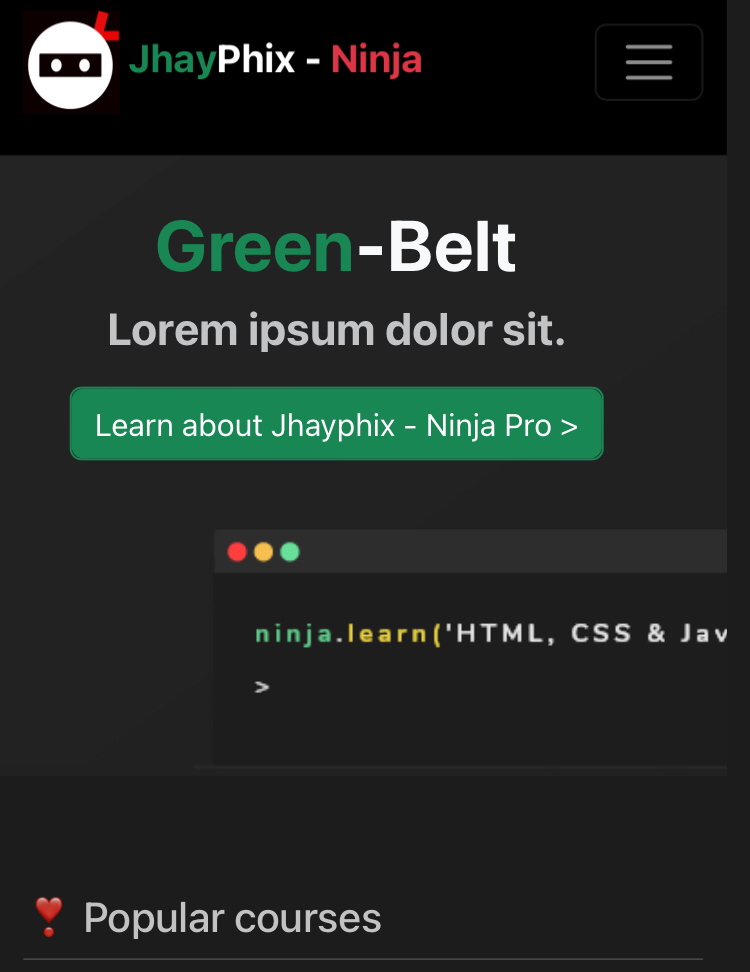 JhayPhix - Ninja
Green-Belt
Lorem ipsum dolor sit.
Learn about Jhayphix - Ninja Pro >
ninja.learn('HTML, CSS & Jav
>
Popular courses